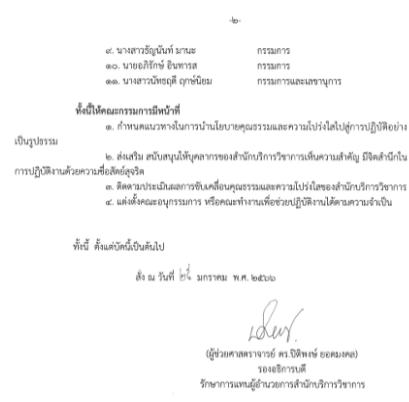 -๒-
๙. นางสาวธัญนันท์ มานะ กรรมการ
๑๐. นายอภิรักษ์ อินทารส กรรมการ
๑๑. นางสาวนัทธฤดี ฤกษ์นิยม กรรมการและเลขานุการ
ทั้งนี้ให้คณะกรรมการมีหน้าที่
๑. กำหนดแนวทางในการนำนโยบายคุณธรรมและความโปร่งใสไปสู่การปฏิบัติอย่าง
เป็นรูปธรรม
๒. ส่งเสริม สนับสนุนให้บุคลากรของสำนักบริการวิชาการเห็นความสำคัญ มีจิตสำนึกใน
การปฏิบัติงานด้วยความซื่อสัตย์สุจริต
๓. ติดตามประเมินผลการขับเคลื่อนคุณธรรมและความโปร่งใสของสำนักบริการวิชาการ
๔. แต่งตั้งคณะอนุกรรมการ หรือคณะทำงานเพื่อช่วยปฏิบัติงานได้ตามความจำเป็น
ทั้งนี้ ตั้งแต่บัดนี้เป็นต้นไป
สั่ง ณ วันที่ มกราคม พ.ศ. ๒๕๖๖
(ผู้ช่วยศาสตราจารย์ ดร.ปิติพงษ์ ยอดมงคล)
รองอธิการบดี
รักษาการแทนผู้อำนวยการสำนักบริการวิชาการ